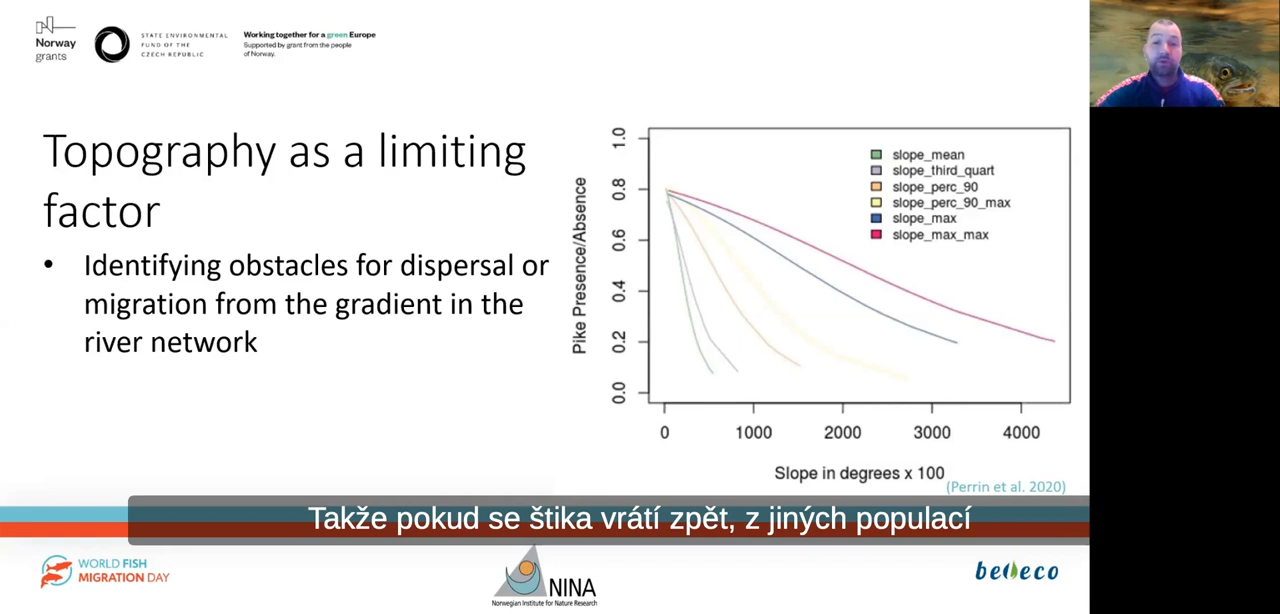 Norway
grants
STATE ENVIRONMENTAL
FUND OF THE
CZECH REPUBLIC
Working together for a green Europe
Supported by grant from the people
of Norway.
Topography as a limiting
factor
• Identifying obstacles for dispersal or
migration from the gradient in the
river network
Pike Presence/Absence
1.0
0.8
0.6
0.4
0.2
0.0
slope_mean
slope_third_quart
slope_perc_90
slope_perc_90_max
slope_max
slope_max_max
0 1000 2000 3000 4000
Slope in degrees x 100
(Perrin et al. 2020)
Takže pokud se štika vrátí zpět, z jiných populací
WORLD FISH
MIGRATION DAY
NINA
Norwegian Institute for Nature Research
beleco